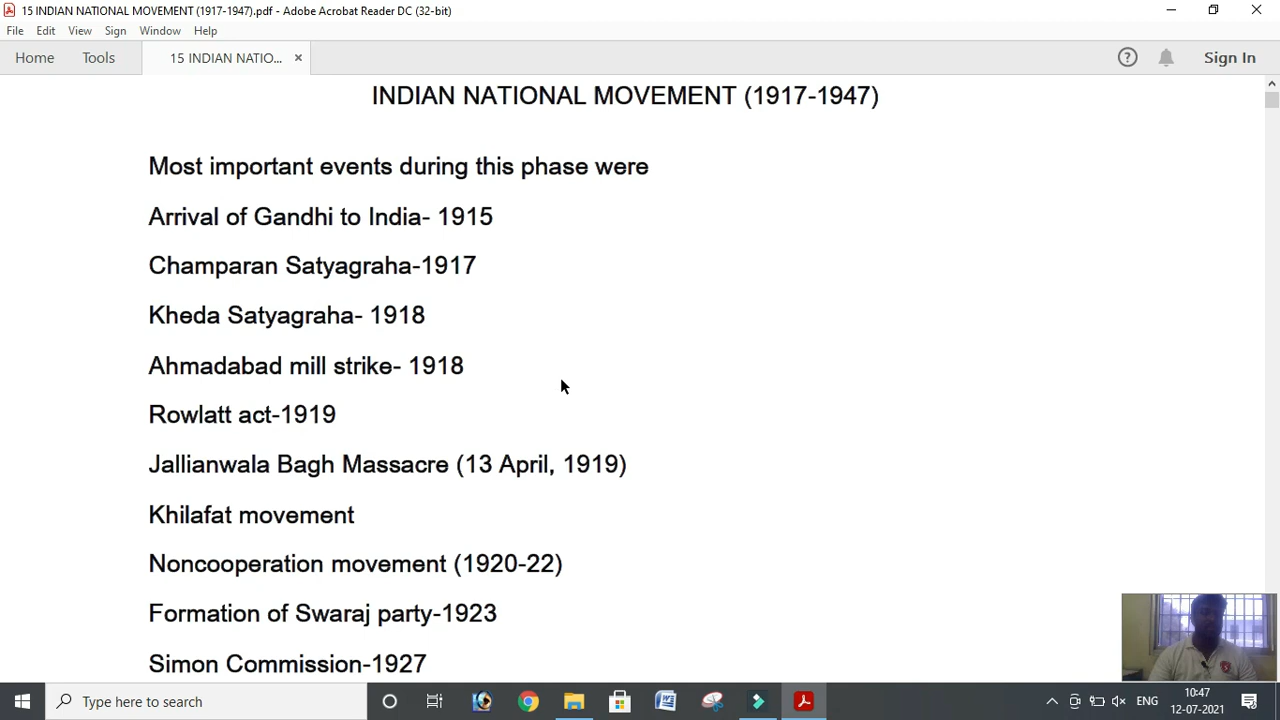 15 INDIAN NATIONAL MOVEMENT (1917-1947).pdf - Adobe Acrobat Reader DC (32-bit)
File Edit View Sign Window Help
Home Tools 15 INDIAN NATIO... Sign In
INDIAN NATIONAL MOVEMENT (1917-1947)
Most important events during this phase were
Arrival of Gandhi to India- 1915
Champaran Satyagraha-1917
Kheda Satyagraha- 1918
Ahmadabad mill strike- 1918
Rowlatt act-1919
Jallianwala Bagh Massacre (13 April, 1919)
Khilafat movement
Noncooperation movement (1920-22)
Formation of Swaraj party-1923
Simon Commission-1927
Type here to search
ENG
10:47
12-07-2021